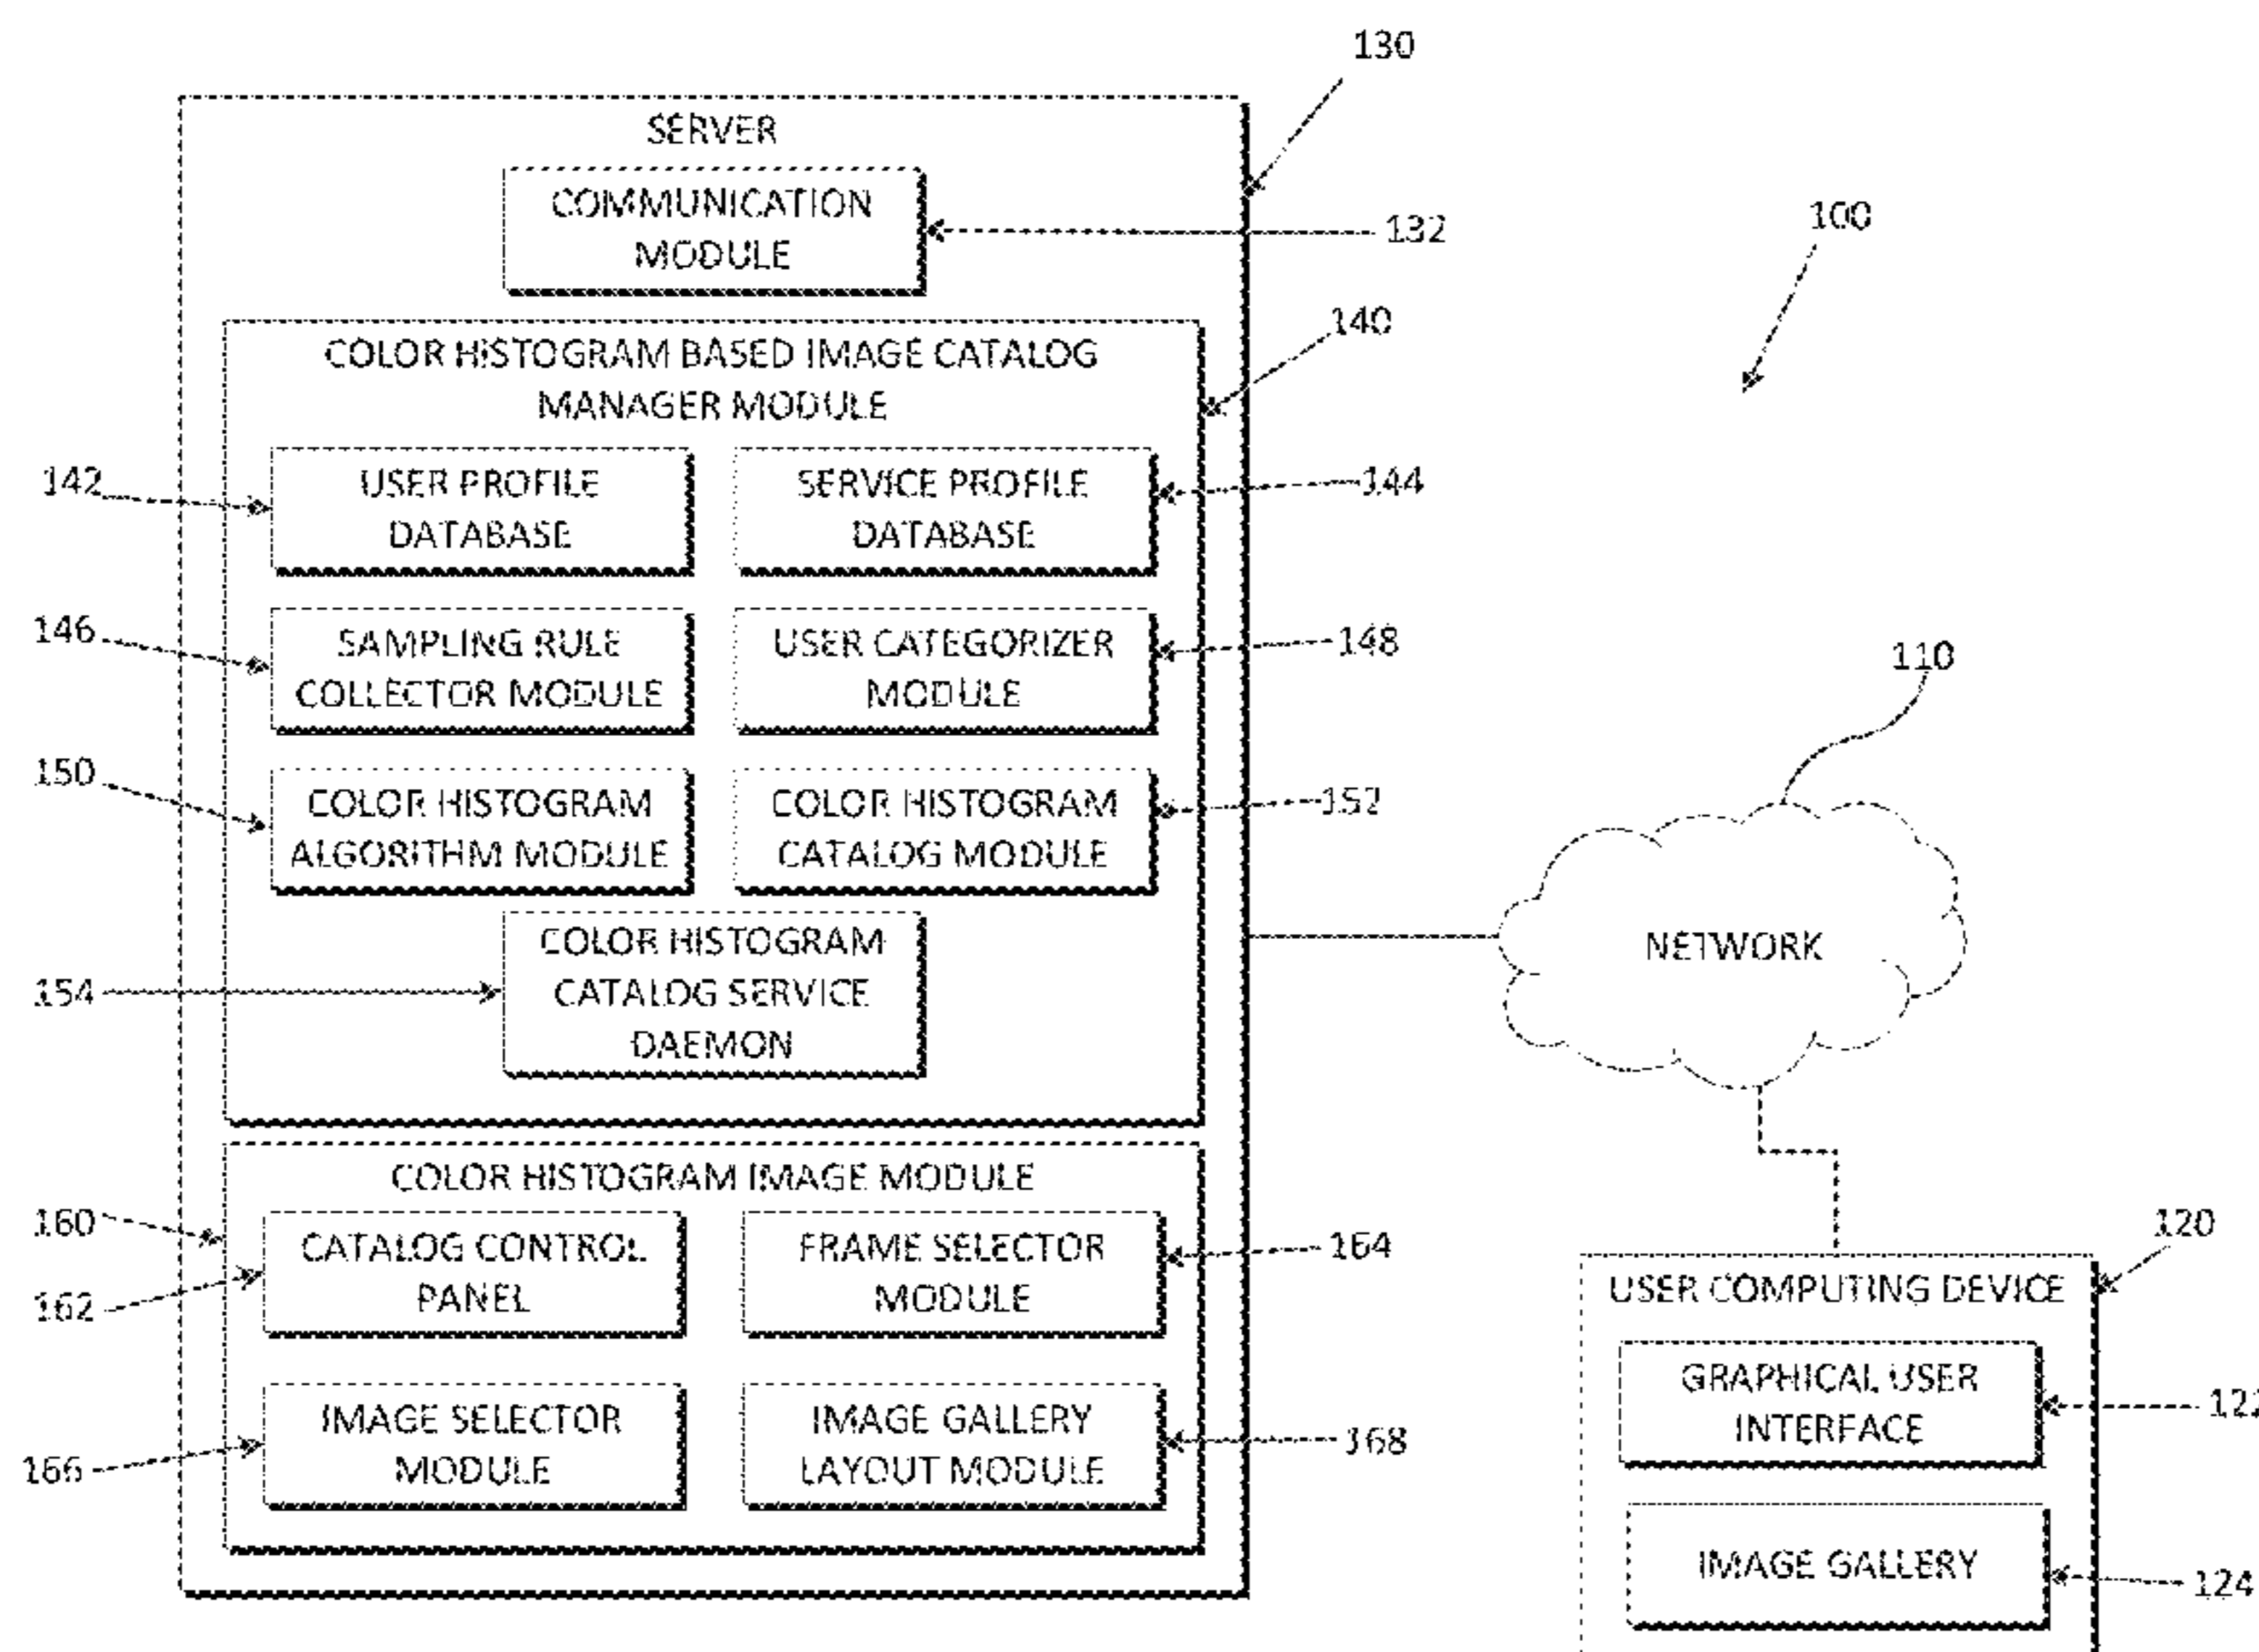 130
SERVER
COMMUNICATION
MODULE
132
100
140
COLOR HISTOGRAM BASED IMAGE CATALOG
MANAGER MODULE
142
USER PROFILE
DATABASE
SERVICE PROFILE
DATABASE
144
146
SAMPLING RULE
COLLECTOR MODULE
USER CATEGORIZER
MODULE
148
110
150
COLOR HISTOGRAM
ALGORITHM MODULE
COLOR HISTOGRAM
CATALOG MODULE
152
NETWORK
154
COLOR HISTOGRAM
CATALOG SERVICE
DAEMON
COLOR HISTOGRAM IMAGE MODULE
160
162
CATALOG CONTROL
PANEL
FRAME SELECTOR
MODULE
164
166
IMAGE SELECTOR
MODULE
IMAGE GALLERY
LAYOUT MODULE
168
120
USER COMPUTING DEVICE
GRAPHICAL USER
INTERFACE
122
IMAGE GALLERY
124